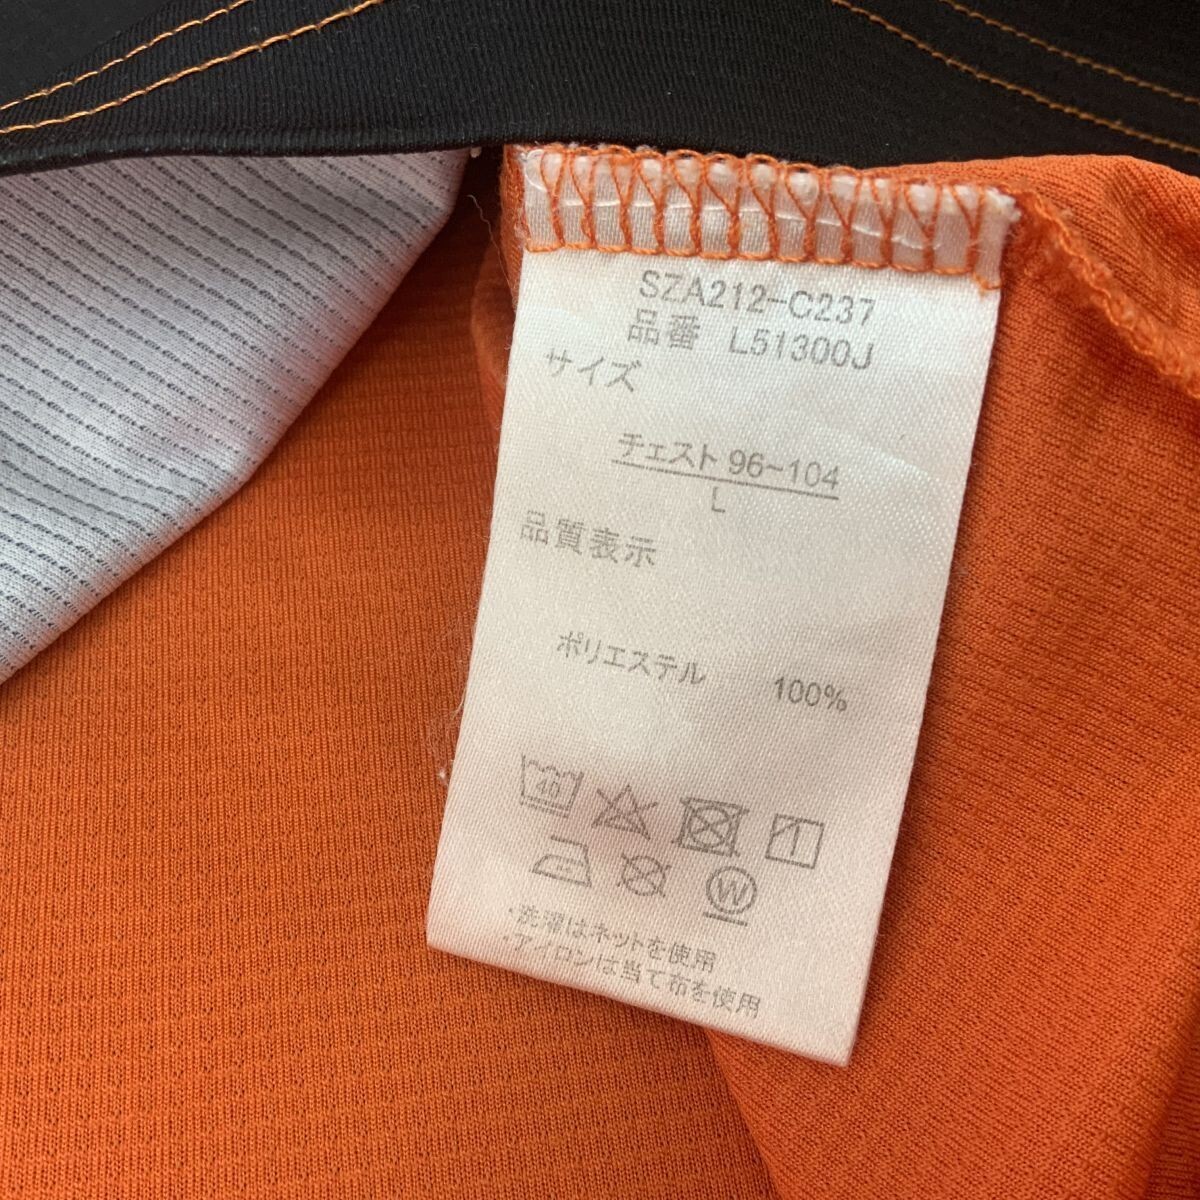 SZA212-C237
品番 L51300J
サイズ
チェスト 96~104
L
品質表示
ポリエステル 100%
40
1
W
・洗濯はネットを使用
・アイロンは当て布を使用